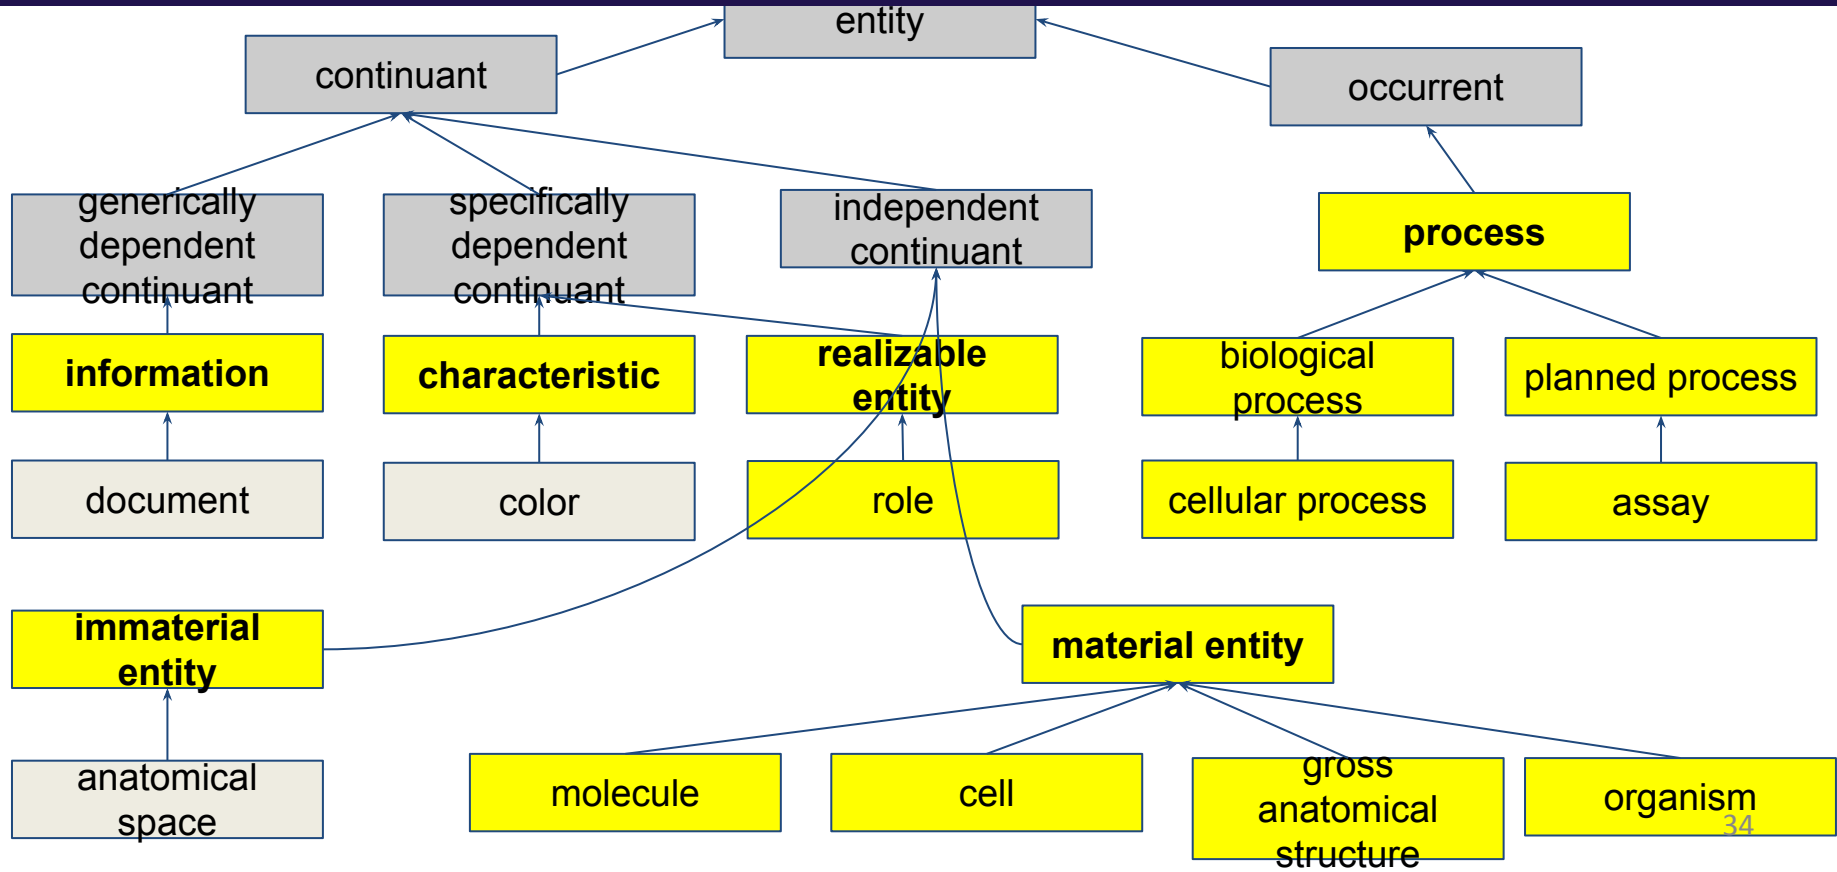 entity
continuant
occurrent
generically
dependent
continuant
specifically
dependent
continuant
independent
continuant
process
information
characteristic
realizable
entity
biological
process
planned process
document
color
role
cellular process
assay
immaterial
entity
material entity
anatomical
space
molecule
cell
gross
anatomical
structure
organism
34